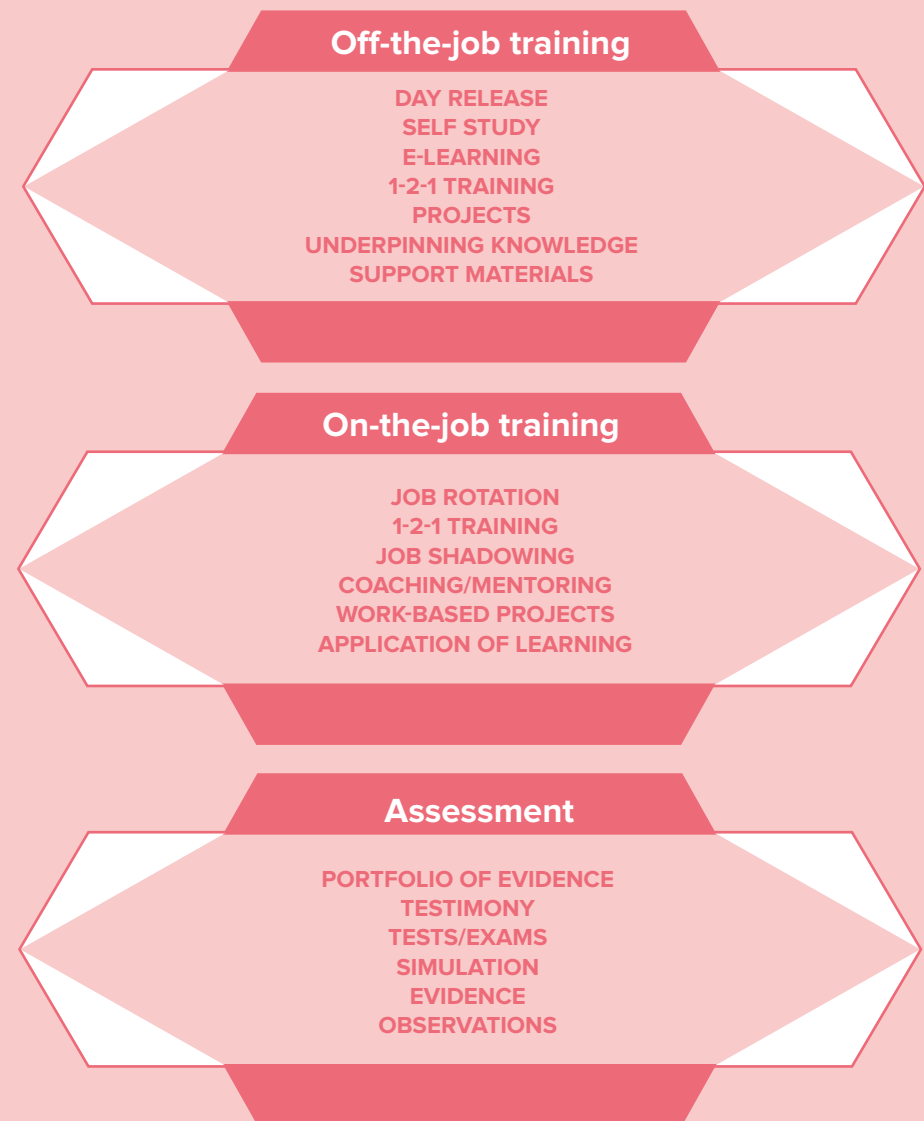 Off-the-job training
DAY RELEASE
SELF STUDY
E-LEARNING
1-2-1 TRAINING
PROJECTS
UNDERPINNING KNOWLEDGE
SUPPORT MATERIALS
On-the-job training
JOB ROTATION
1-2-1 TRAINING
JOB SHADOWING
COACHING/MENTORING
WORK-BASED PROJECTS
APPLICATION OF LEARNING
Assessment
PORTFOLIO OF EVIDENCE
TESTIMONY
TESTS/EXAMS
SIMULATION
EVIDENCE
OBSERVATIONS